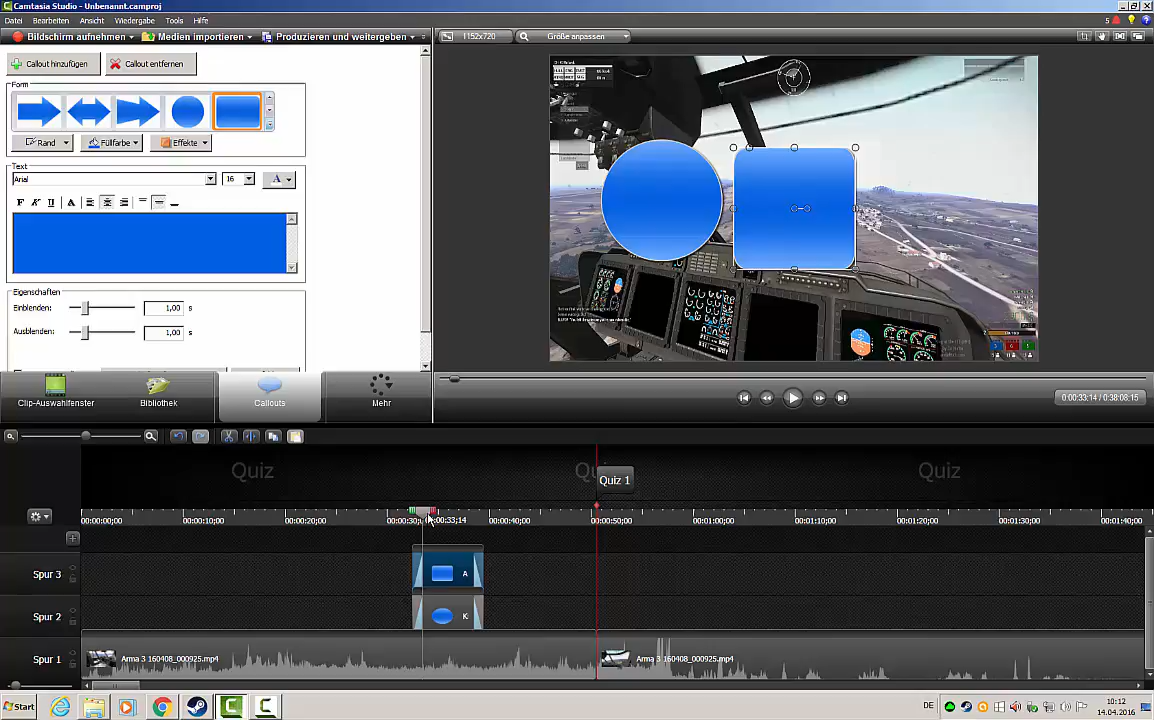 Camtasia Studio - Unbenannt.camproj
Datei Bearbeiten Ansicht Wiedergabe Tools Hilfe
5
Bildschirm aufnehmen Medien importieren Produzieren und weitergeben
1152x720 Größe anpassen
Callout hinzufügen Callout entfernen
Form
Rand Füllfarbe Effekte
Text
Arial 16 A
F K U A
Eigenschaften
Einblenden: 1,00 s
Ausblenden: 1,00 s
Clip-Auswahlfenster Bibliothek Callouts Mehr
0:00:33;14 / 0:38:08;15
Quiz Quiz
Quiz 1
00:00:00;00 00:00:10;00 00:00:20;00 00:00:33;14 00:00:40;00 00:00:50;00 00:01:00;00 00:01:10;00 00:01:20;00 00:01:30;00 00:01:40;00
Spur 3 A
Spur 2 K
Spur 1 Arma 3 160408_000925.mp4 Arma 3 160408_000925.mp4
Start DE 10:12
14.04.2016